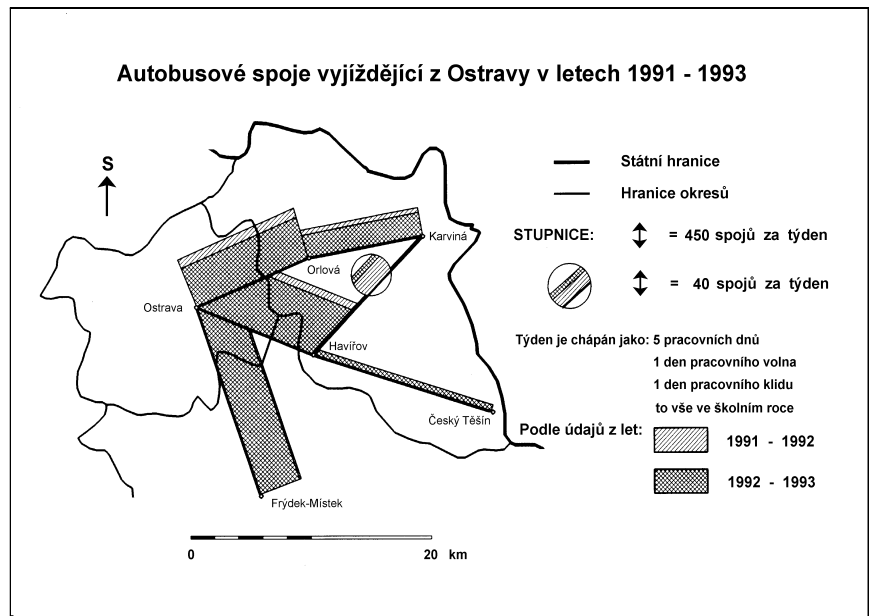 Autobusové spoje vyjíždějící z Ostravy v letech 1991 - 1993
S
Státní hranice
Hranice okresů
STUPNICE:
= 450 spojů za týden
= 40 spojů za týden
Karviná
Orlová
Ostrava
Havířov
Český Těšín
Frýdek-Místek
Týden je chápán jako: 5 pracovních dnů
1 den pracovního volna
1 den pracovního klidu
to vše ve školním roce
Podle údajů z let:
1991 - 1992
1992 - 1993
0 20 km